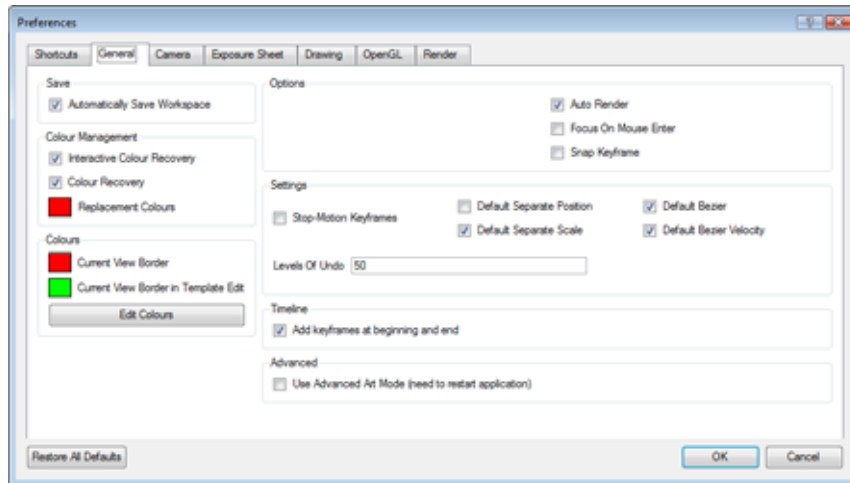 Preferences
Shortcuts General Camera Exposure Sheet Drawing OpenGL Render
Save
Automatically Save Workspace
Colour Management
Interactive Colour Recovery
Colour Recovery
Replacement Colours
Colours
Current View Border
Current View Border in Template Edit
Edit Colours
Options
Auto Render
Focus On Mouse Enter
Snap Keyframe
Settings
Stop-Motion Keyframes
Default Separate Position
Default Separate Scale
Default Bezier
Default Bezier Velocity
Levels Of Undo 50
Timeline
Add keyframes at beginning and end
Advanced
Use Advanced Art Mode (need to restart application)
Restore All Defaults
OK
Cancel